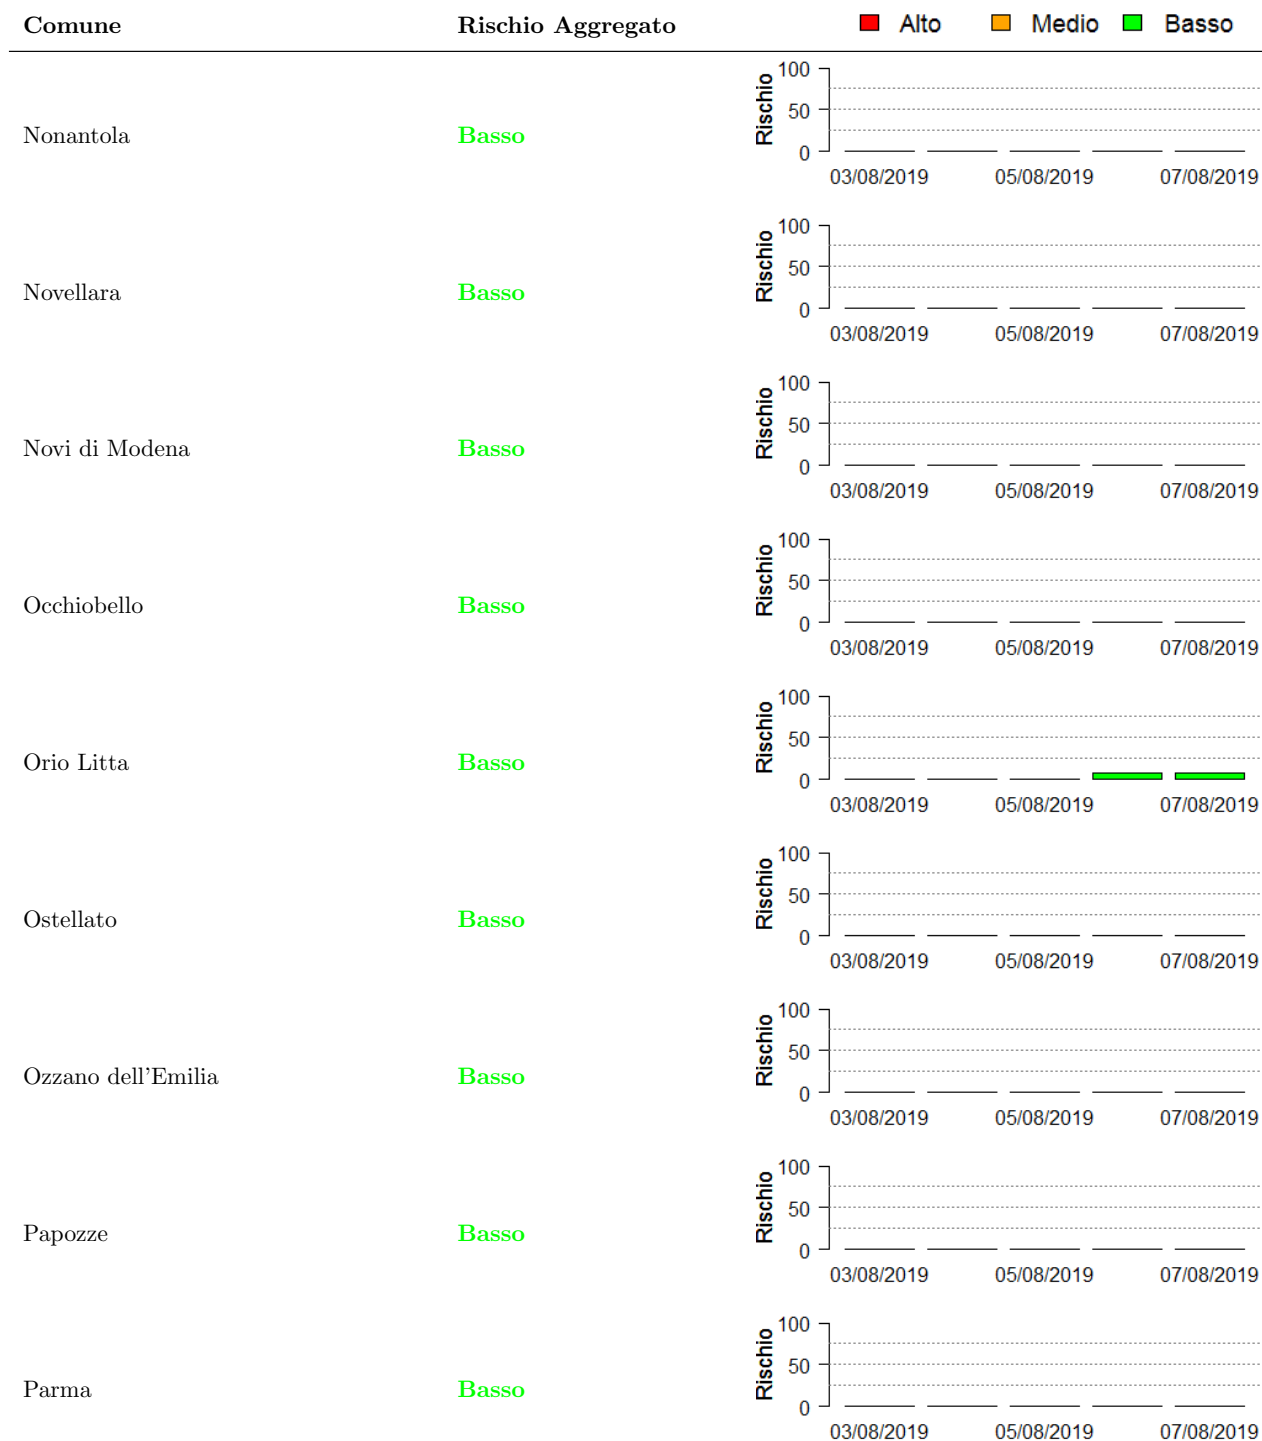 Comune Rischio Aggregato Alto Medio Basso
Nonantola Basso
Rischio
100
50
0
03/08/2019 05/08/2019 07/08/2019
Novellara Basso
Rischio
100
50
0
03/08/2019 05/08/2019 07/08/2019
Novi di Modena Basso
Rischio
100
50
0
03/08/2019 05/08/2019 07/08/2019
Occhiobello Basso
Rischio
100
50
0
03/08/2019 05/08/2019 07/08/2019
Orio Litta Basso
Rischio
100
50
0
03/08/2019 05/08/2019 07/08/2019
Ostellato Basso
Rischio
100
50
0
03/08/2019 05/08/2019 07/08/2019
Ozzano dell'Emilia Basso
Rischio
100
50
0
03/08/2019 05/08/2019 07/08/2019
Papozze Basso
Rischio
100
50
0
03/08/2019 05/08/2019 07/08/2019
Parma Basso
Rischio
100
50
0
03/08/2019 05/08/2019 07/08/2019